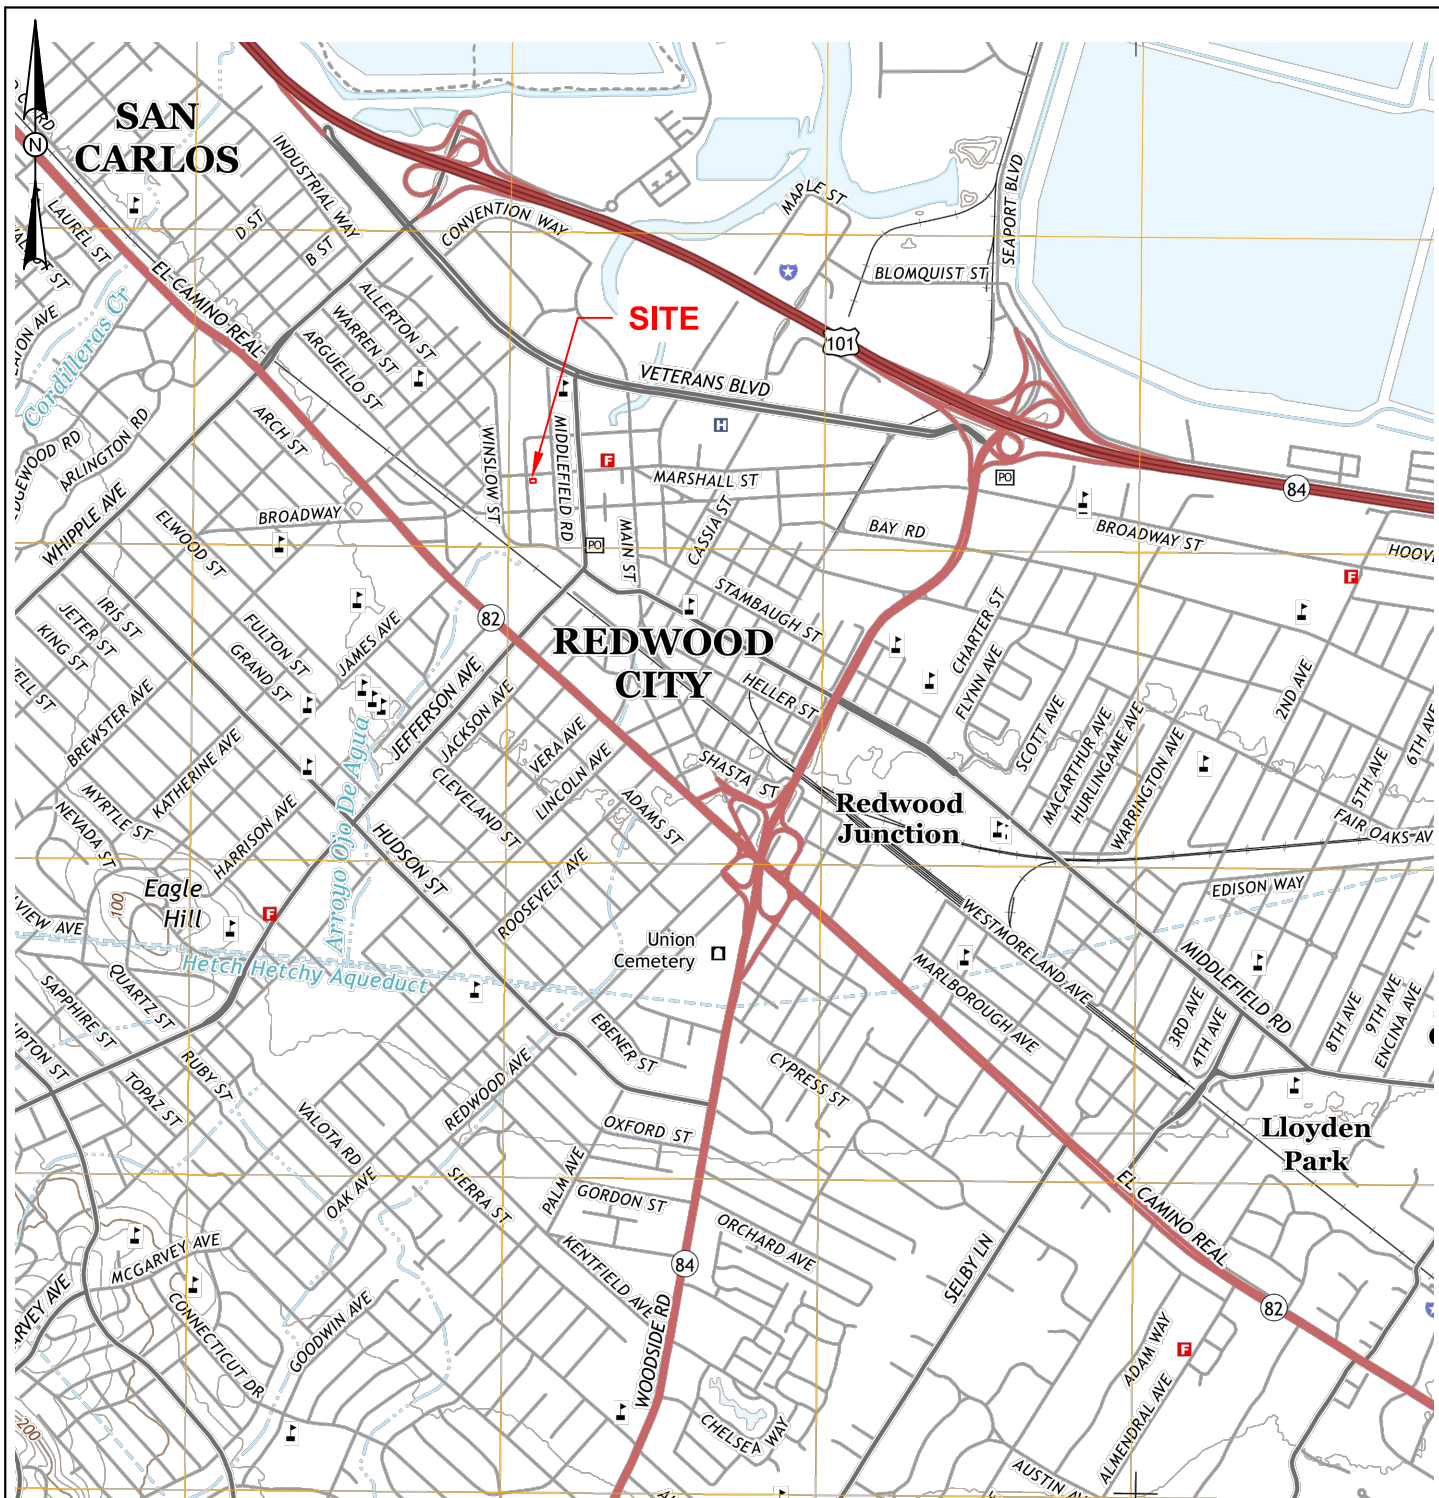 SAN
CARLOS
N
INDUSTRIAL WAY
CONVENTION WAY
MAPLE ST
SEAPORT BLVD
LAUREL ST
D ST
B ST
BLOMQUIST ST
EL CAMINO REAL
Cordilleras Cr
ALLERTON ST
WARREN ST
ARGUELLO ST
SITE
101
VETERANS BLVD
ARCH ST
ARLINGTON RD
WHIPPLE AVE
WINSLOW ST
MIDDLEFIELD RD
H
F
MARSHALL ST
PO
84
BROADWAY
ELWOOD ST
MAIN ST
CASSIA ST
BAY RD
BROADWAY ST
PO
F
IRIS ST
JETER ST
KING ST
FULTON ST
GRAND ST
JAMES AVE
82
REDWOOD
CITY
STAMBAUGH ST
HELLER ST
CHARTER ST
FLYNN AVE
2ND AVE
BREWSTER AVE
KATHERINE AVE
JEFFERSON AVE
JACKSON AVE
VERA AVE
LINCOLN AVE
CLEVELAND ST
ADAMS ST
SHASTA ST
SCOTT AVE
MACARTHUR AVE
HURLINGAME AVE
WARRINGTON AVE
5TH AVE
6TH AVE
Redwood
Junction
MYRTLE ST
NEVADA ST
HARRISON AVE
Arroyo Ojo De Agua
HUDSON ST
ROOSEVELT AVE
Eagle
Hill
100
F
EDISON WAY
WESTMORELAND AVE
MIDDLEFIELD RD
Union
Cemetery
Hetch Hetchy Aqueduct
MARLBOROUGH AVE
QUARTZ ST
SAPPHIRE ST
RUBY ST
TOPAZ ST
EBENER ST
REDWOOD AVE
CYPRESS ST
3RD AVE
4TH AVE
8TH AVE
9TH AVE
ENCINA AVE
VALOTA RD
OXFORD ST
Lloyden
Park
OAK AVE
SIERRA ST
PALM AVE
GORDON ST
ORCHARD AVE
EL CAMINO REAL
SELBY LN
MCGARVEY AVE
KENTFIELD AVE
84
82
CONNECTICUT DR
GOODWIN AVE
WOODSIDE RD
ADAM WAY
F
ALMENDRAL AVE
CHELSEA WAY
200